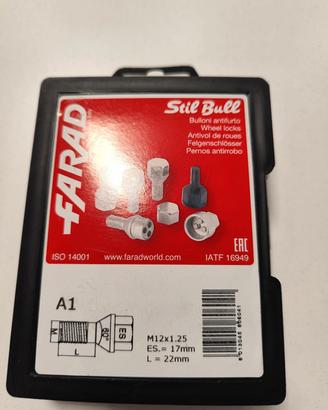 FARAD
Stil Bull
Bulloni antifurto
Wheel locks
Antivol de roues
Felgenschlösser
Pernos antirrobo
EAC
ISO 14001
www.faradworld.com
IATF 16949
A1
M
60°
ES
L
M12x1.25
ES.= 17mm
L = 22mm